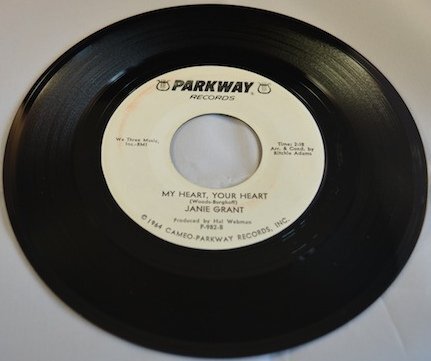 PARKWAY
RECORDS
We Three Music,
Inc.-BMI
Time: 2:18
Arr. & Cond. by
Ritchie Adams
MY HEART, YOUR HEART
(Woods-Burghoff)
JANIE GRANT
Produced by Hal Webman
P-982-B
© 1964 CAMEO-PARKWAY RECORDS, INC.